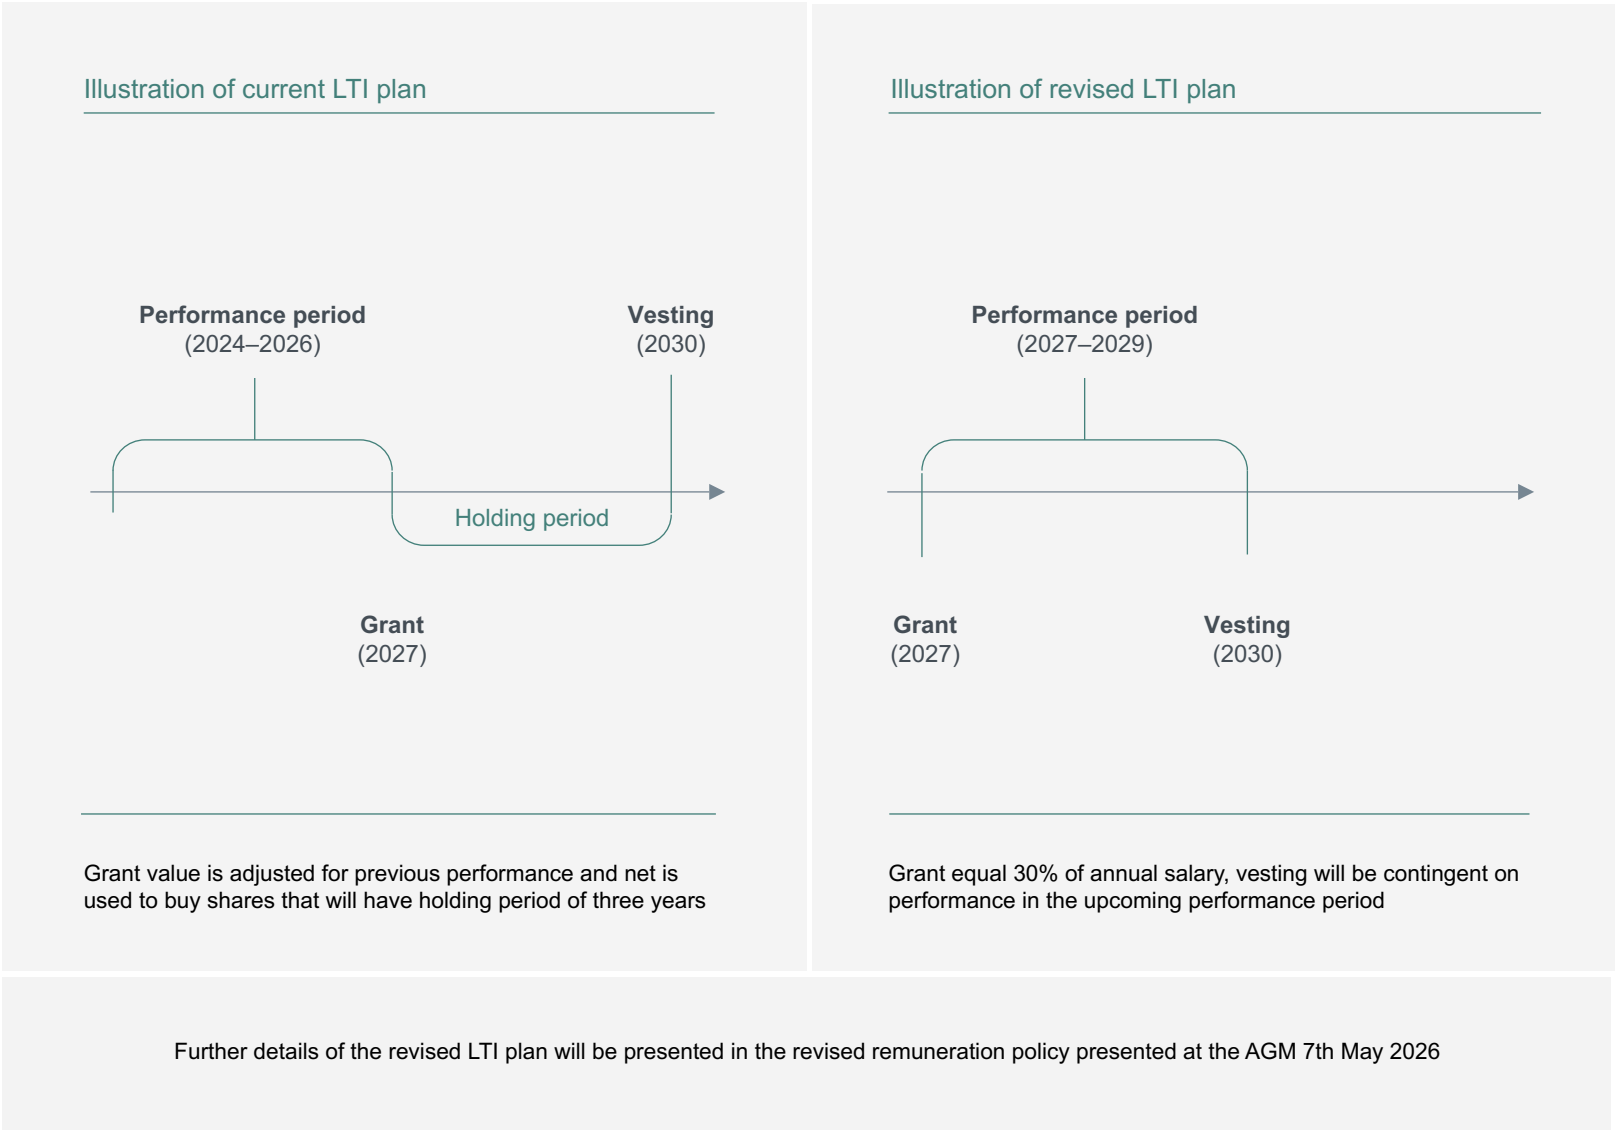 Illustration of current LTI plan
Performance period
(2024–2026)
Vesting
(2030)
Holding period
Grant
(2027)
Grant value is adjusted for previous performance and net is
used to buy shares that will have holding period of three years
Illustration of revised LTI plan
Performance period
(2027–2029)
Grant
(2027)
Vesting
(2030)
Grant equal 30% of annual salary, vesting will be contingent on
performance in the upcoming performance period
Further details of the revised LTI plan will be presented in the revised remuneration policy presented at the AGM 7th May 2026